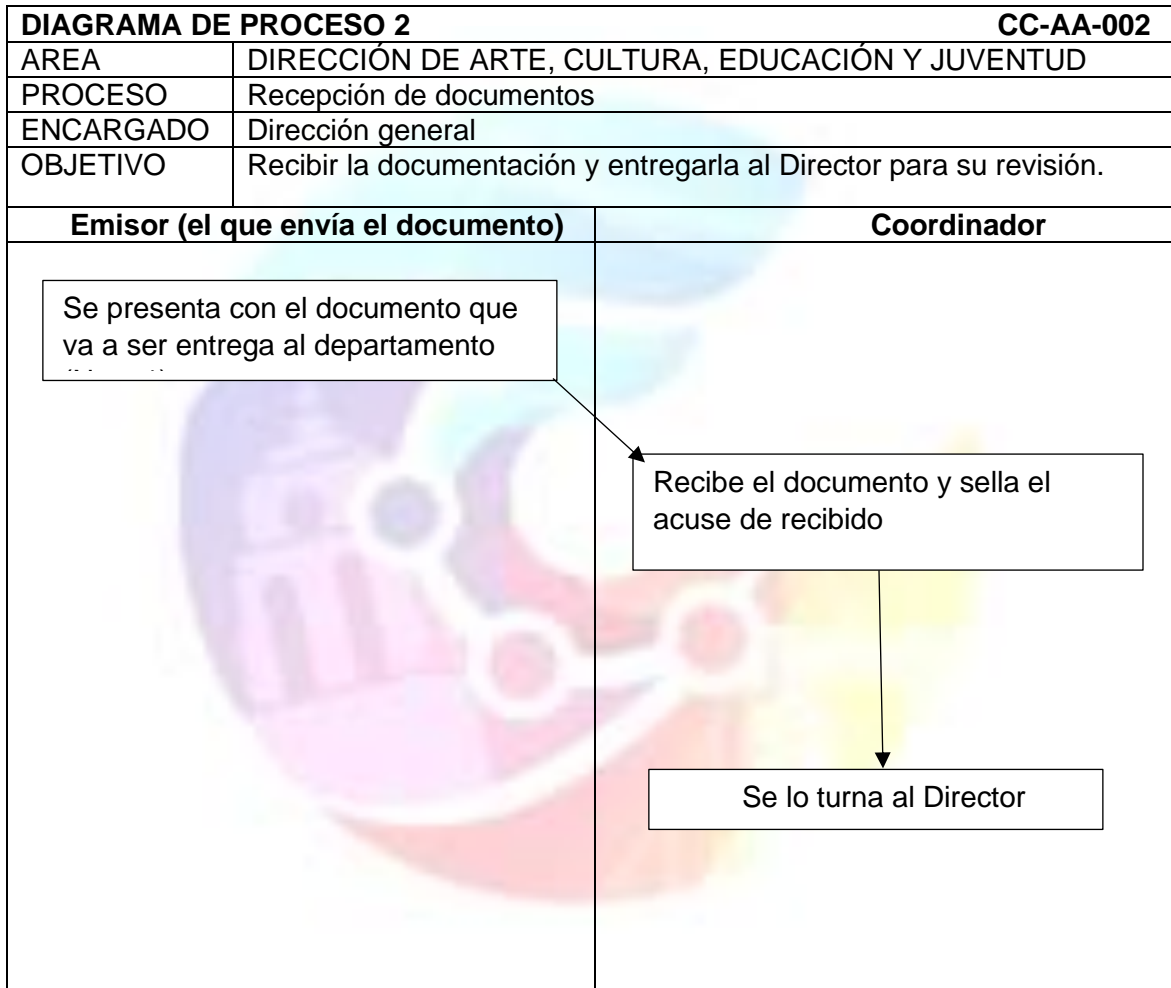 DIAGRAMA DE PROCESO 2 CC-AA-002
AREA DIRECCIÓN DE ARTE, CULTURA, EDUCACIÓN Y JUVENTUD
PROCESO Recepción de documentos
ENCARGADO Dirección general
OBJETIVO Recibir la documentación y entregarla al Director para su revisión.
Emisor (el que envía el documento) Coordinador
Se presenta con el documento que
va a ser entrega al departamento
Recibe el documento y sella el
acuse de recibido
Se lo turna al Director